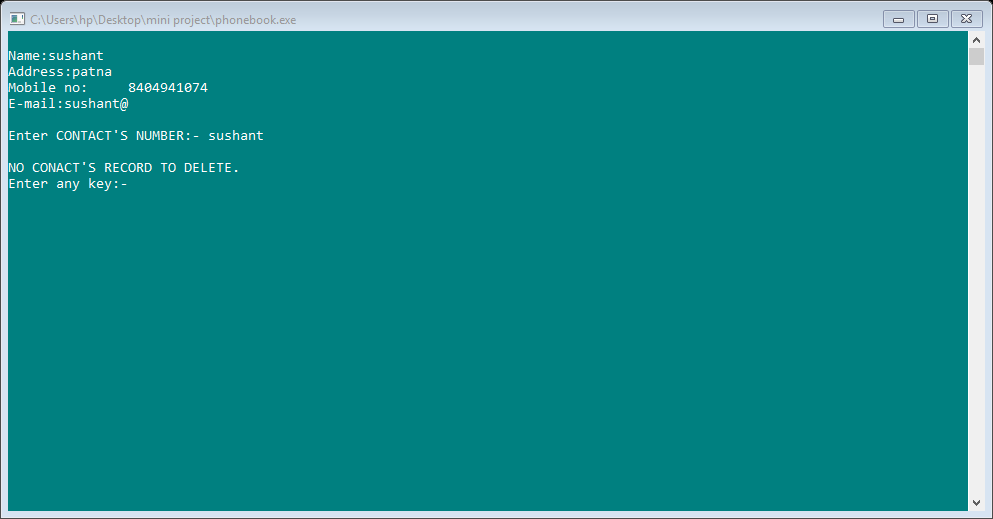 C:\Users\hp\Desktop\mini project\phonebook.exe
Name:sushant
Address:patna
Mobile no:     8404941074
E-mail:sushant@
Enter CONTACT'S NUMBER:- sushant
NO CONACT'S RECORD TO DELETE.
Enter any key:-